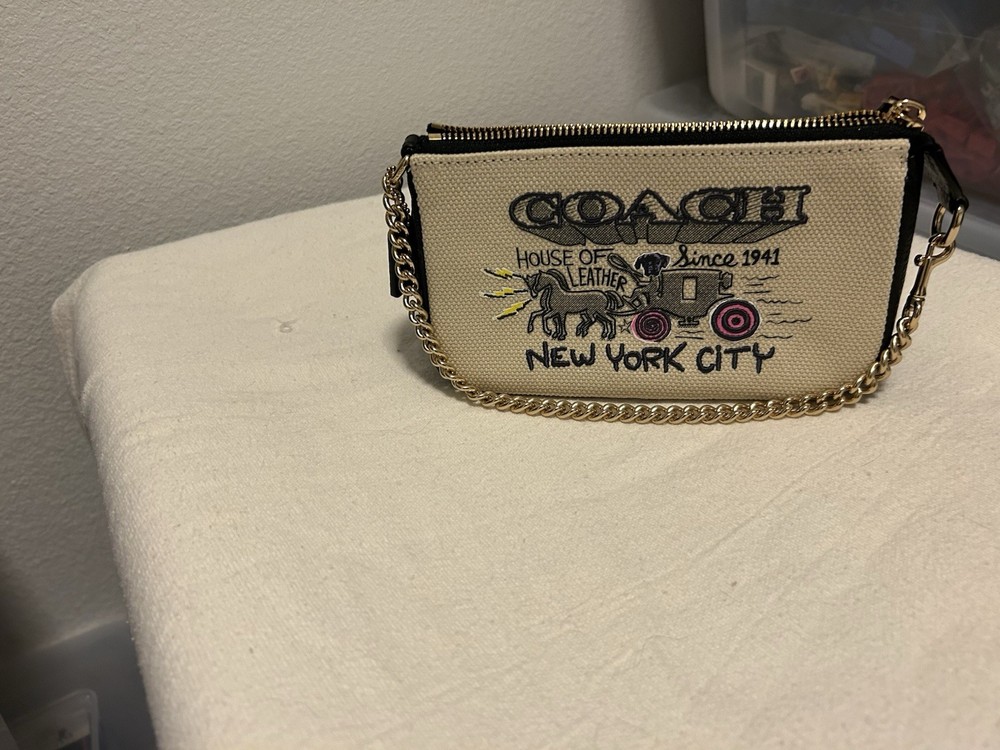 COACH
HOUSE OF LEATHER
Since 1941
NEW YORK CITY